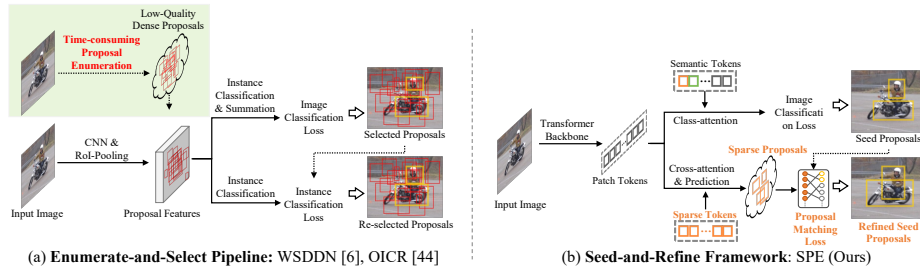 Low-Quality
Dense Proposals
Time-consuming
Proposal
Enumeration
Instance
Classification
& Summation
Image
Classification
Loss
Selected Proposals
CNN &
RoI-Pooling
Input Image
Proposal Features
Instance
Classification
Instance
Classification
Loss
Re-selected Proposals
(a) Enumerate-and-Select Pipeline: WSDDN [6], OICR [44]
Semantic Tokens
Class-attention
Image
Classificati
on Loss
Seed Proposals
Transformer
Backbone
Patch Tokens
Input Image
Cross-attention
& Prediction
Sparse Proposals
Sparse Tokens
Proposal
Matching
Loss
Refined Seed
Proposals
(b) Seed-and-Refine Framework: SPE (Ours)